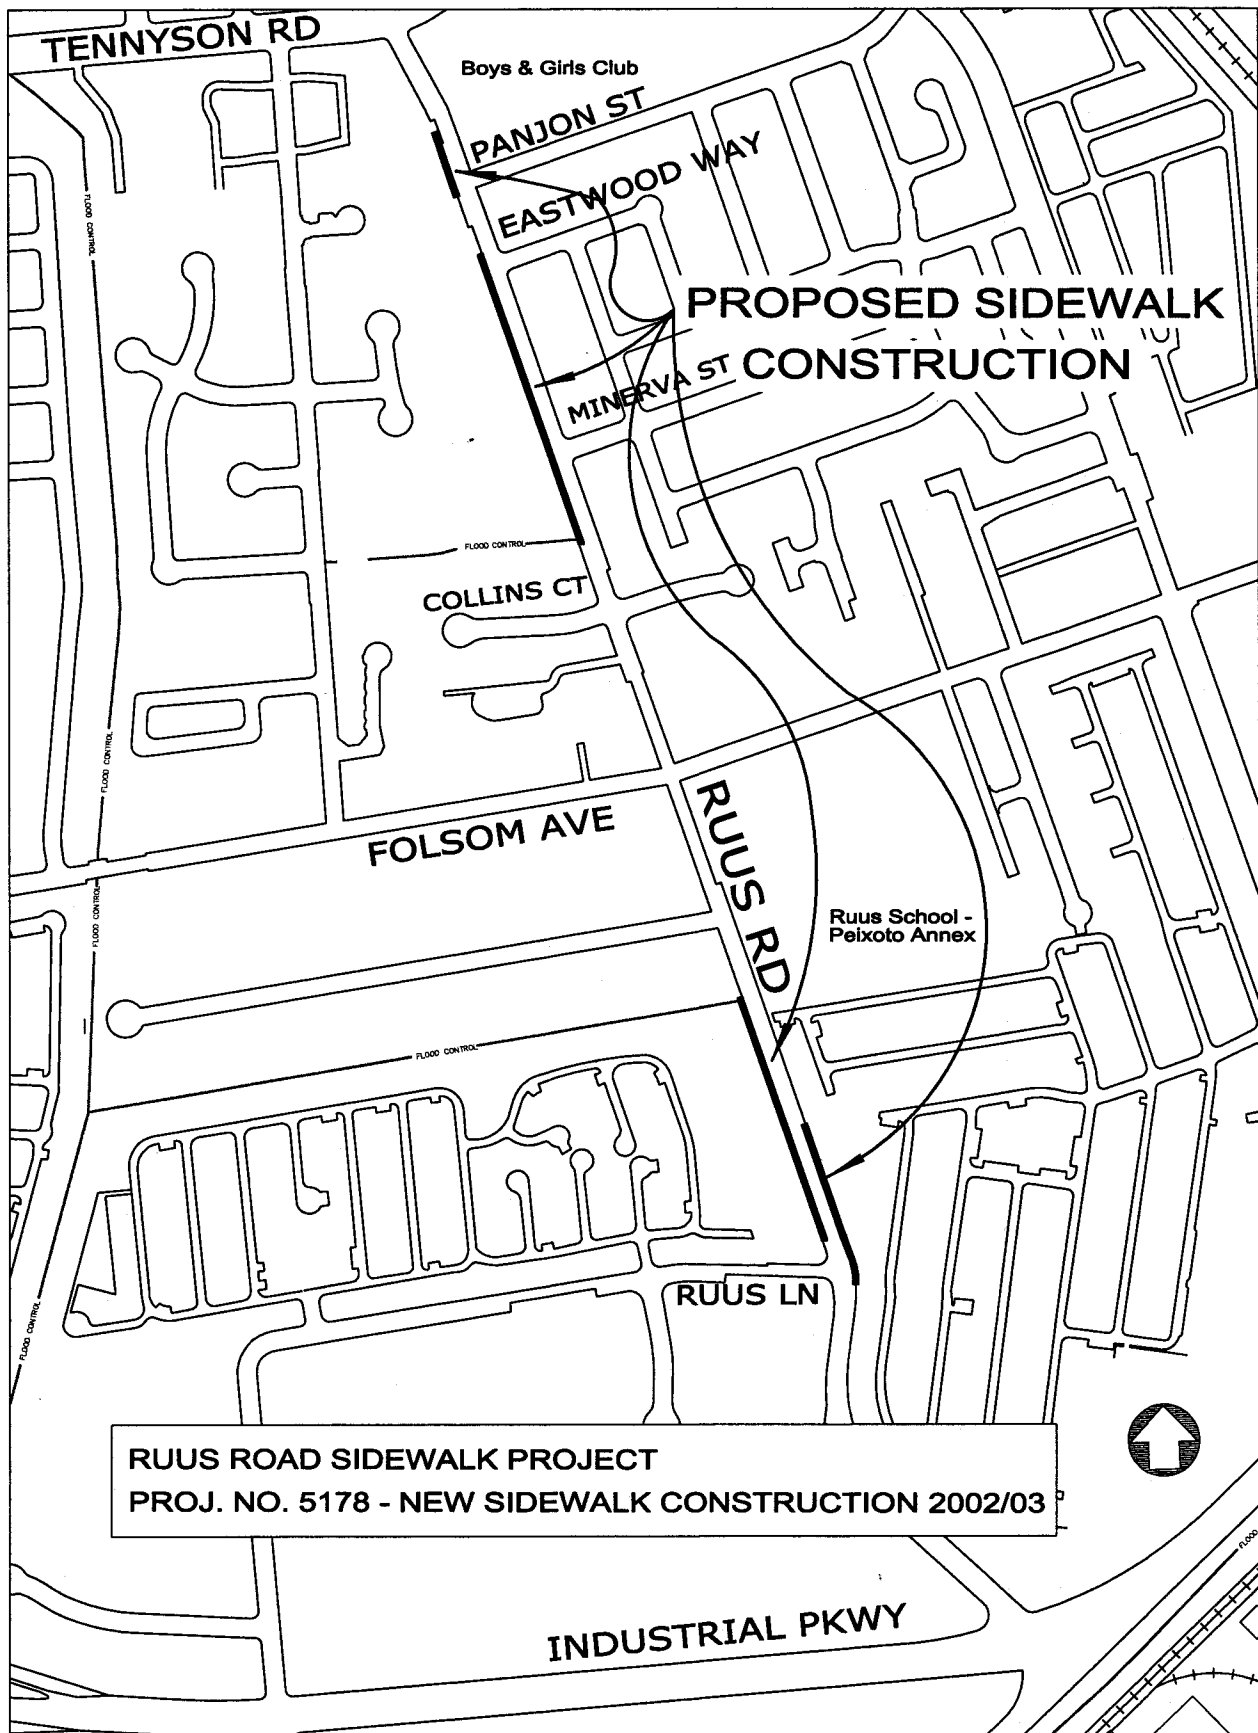 TENNYSON RD
Boys & Girls Club
PANJON ST
EASTWOOD WAY
FLOOD CONTROL
PROPOSED SIDEWALK
CONSTRUCTION
MINERVA ST
FLOOD CONTROL
COLLINS CT
FLOOD CONTROL
RUUS RD
FOLSOM AVE
FLOOD CONTROL
Ruus School -
Peixoto Annex
FLOOD CONTROL
RUUS LN
FLOOD CONTROL
RUUS ROAD SIDEWALK PROJECT
PROJ. NO. 5178 - NEW SIDEWALK CONSTRUCTION 2002/03
FLOOD
INDUSTRIAL PKWY